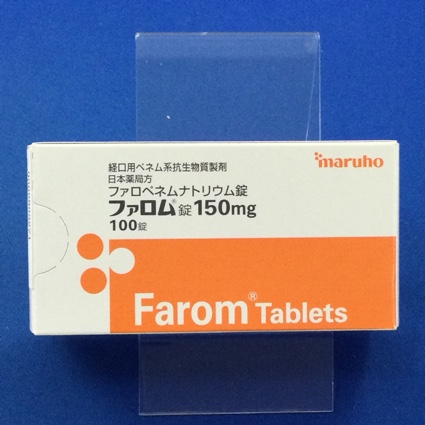 maruho
経口用ペネム系抗生物質製剤
日本薬局方
ファロペネムナトリウム錠
ファロム®錠150mg
100錠
Farom® Tablets